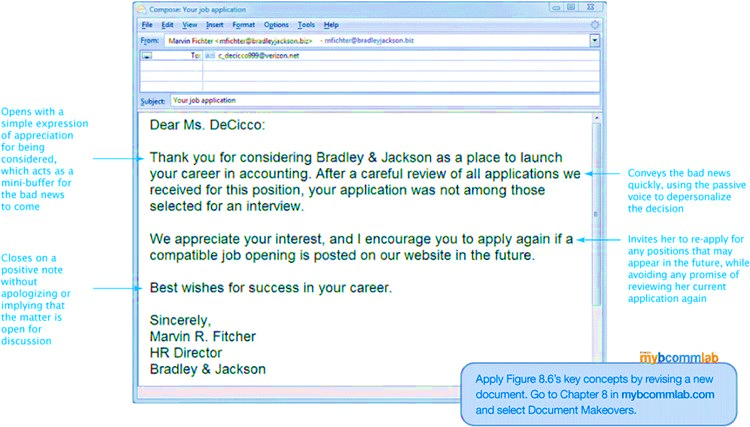 Compose: Your job application
File Edit View Insert Format Options Tools Help
From: Marvin Fichter <mfichter@bradleyjackson.biz> - mfichter@bradleyjackson.biz
To: c_decicco999@verizon.net
Subject: Your job application
Dear Ms. DeCicco:
Thank you for considering Bradley & Jackson as a place to launch
your career in accounting. After a careful review of all applications we
received for this position, your application was not among those
selected for an interview.
We appreciate your interest, and I encourage you to apply again if a
compatible job opening is posted on our website in the future.
Best wishes for success in your career.
Sincerely,
Marvin R. Fitcher
HR Director
Bradley & Jackson
Opens with a
simple expression
of appreciation
for being
considered,
which acts as a
mini-buffer for
the bad news
to come
Closes on a
positive note
without
apologizing or
implying that
the matter is
open for
discussion
Conveys the bad news
quickly, using the passive
voice to depersonalize
the decision
Invites her to re-apply for
any positions that may
appear in the future, while
avoiding any promise of
reviewing her current
application again
mybcommlab
Apply Figure 8.6's key concepts by revising a new
document. Go to Chapter 8 in mybcommlab.com
and select Document Makeovers.